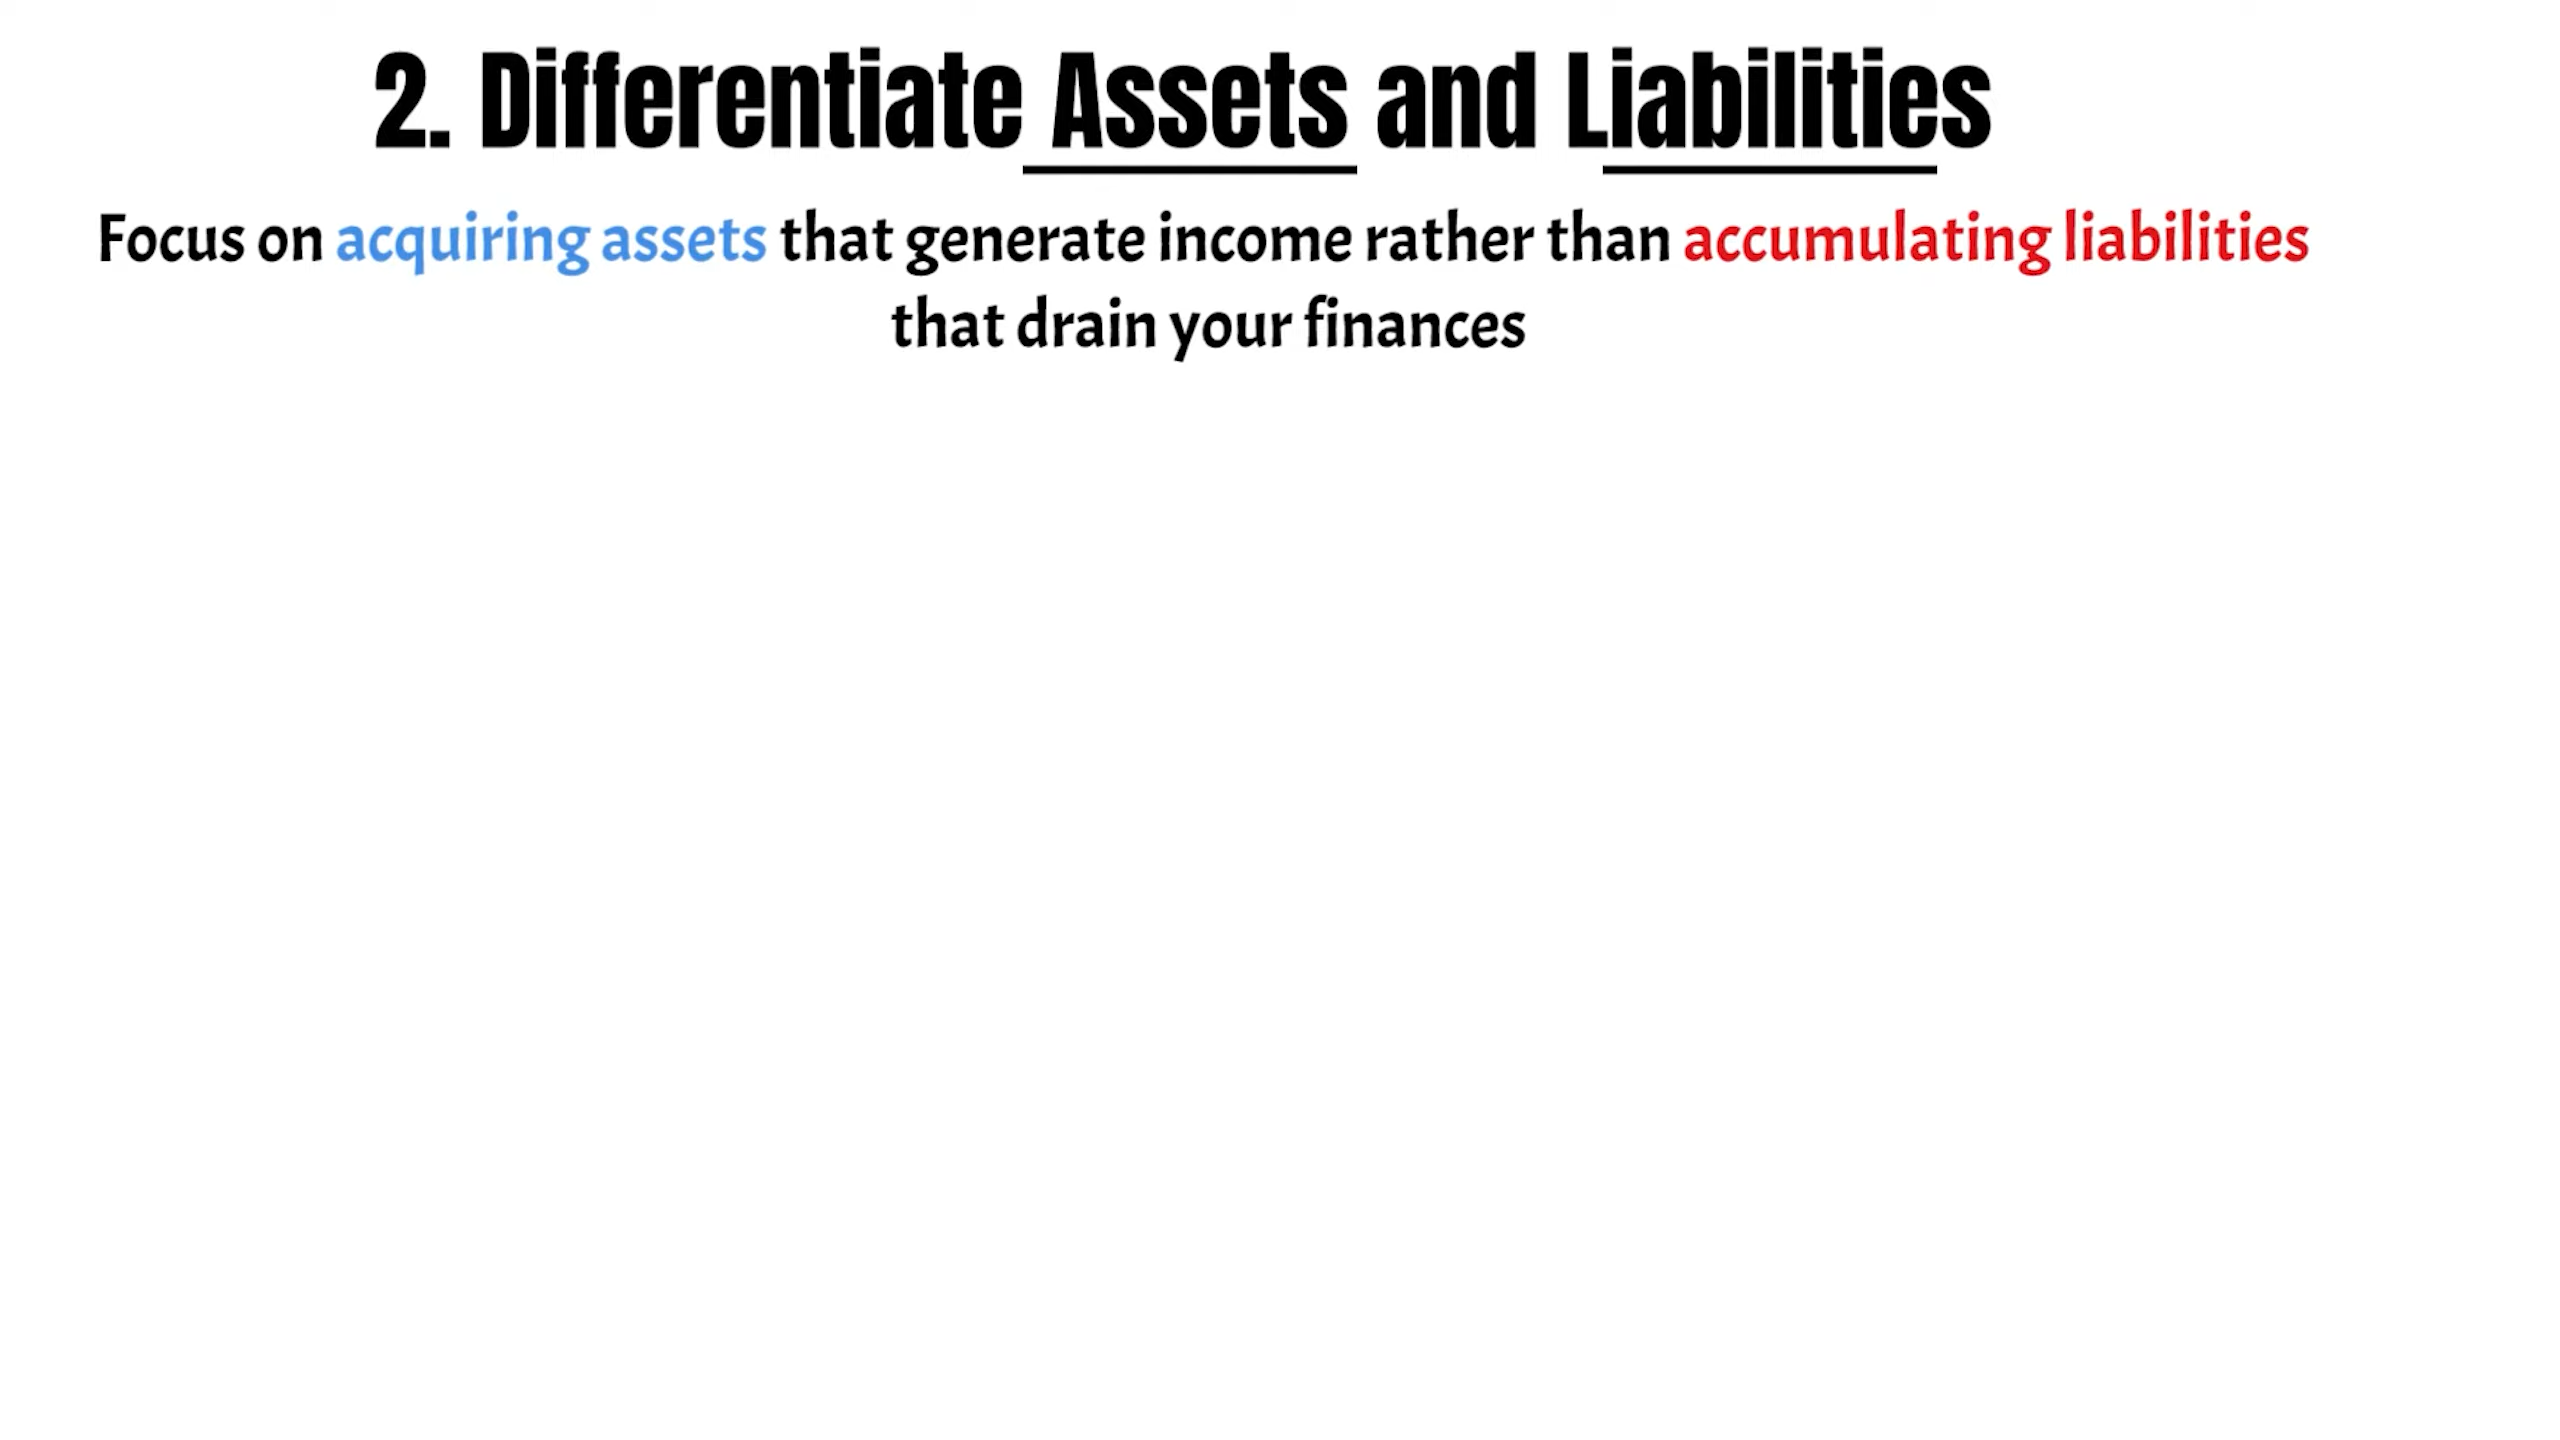 2. Differentiate Assets and Liabilities
Focus on acquiring assets that generate income rather than accumulating liabilities
that drain your finances